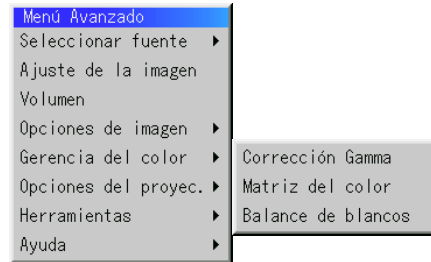 Menú Avanzado
Seleccionar fuente
Ajuste de la imagen
Volumen
Opciones de imagen
Gerencia del color
Opciones del proyec.
Herramientas
Ayuda
Corrección Gamma
Matriz del color
Balance de blancos